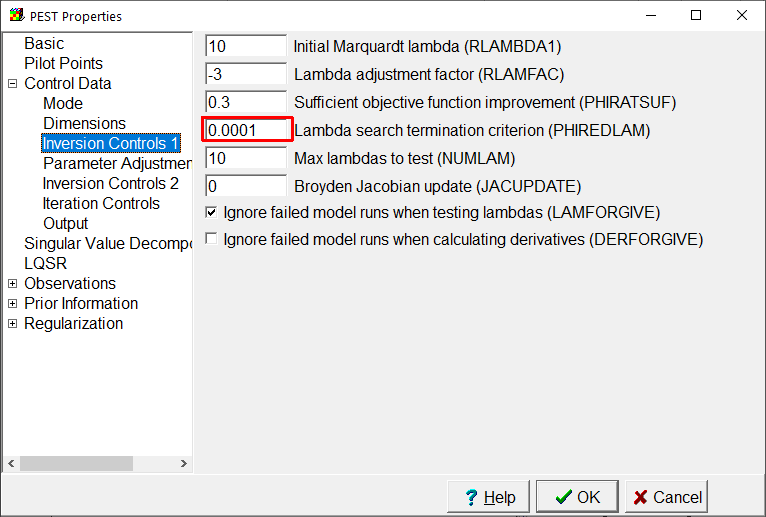 PEST Properties
Basic
Pilot Points
Control Data
Mode
Dimensions
Inversion Controls 1
Parameter Adjustmen
Inversion Controls 2
Iteration Controls
Output
Singular Value Decompo
LQSR
Observations
Prior Information
Regularization
10 Initial Marquardt lambda (RLAMBDA1)
-3 Lambda adjustment factor (RLAMFAC)
0.3 Sufficient objective function improvement (PHIRATSUF)
0.0001 Lambda search termination criterion (PHIREDLAM)
10 Max lambdas to test (NUMLAM)
0 Broyden Jacobian update (JACUPDATE)
Ignore failed model runs when testing lambdas (LAMFORGIVE)
Ignore failed model runs when calculating derivatives (DERFORGIVE)
? Help OK Cancel